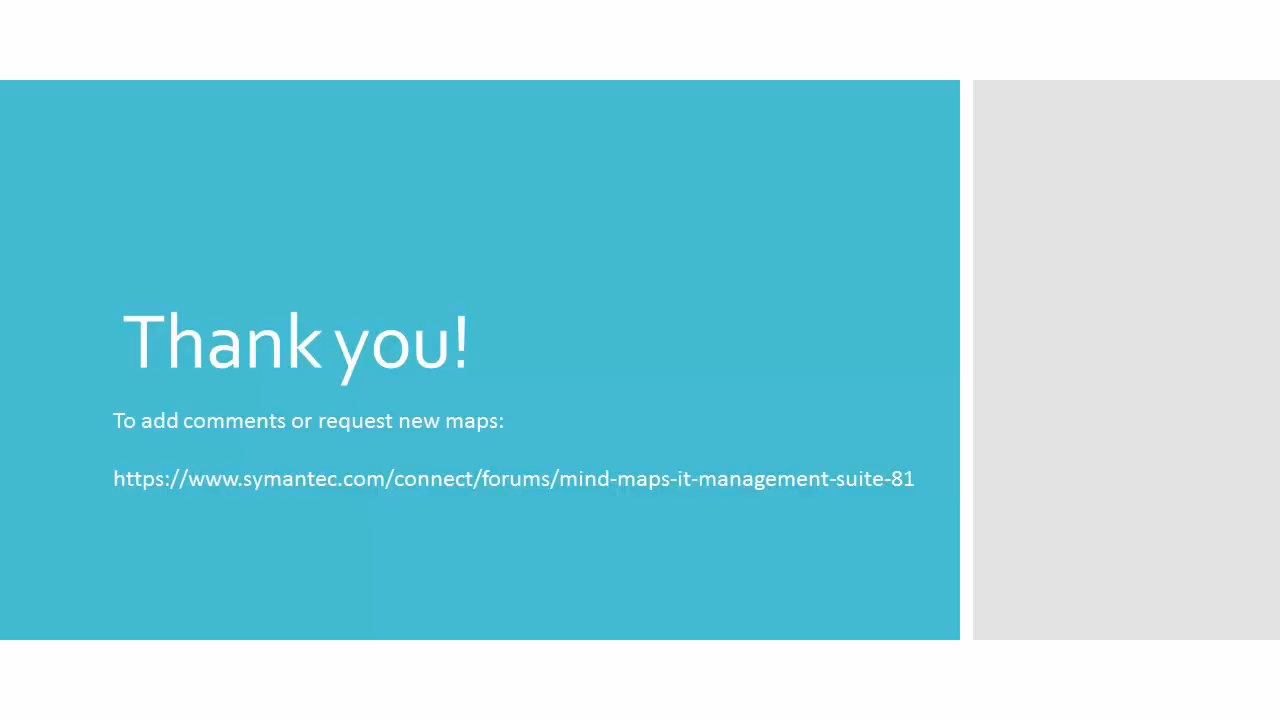 Thank you!
To add comments or request new maps:
https://www.symantec.com/connect/forums/mind-maps-it-management-suite-81